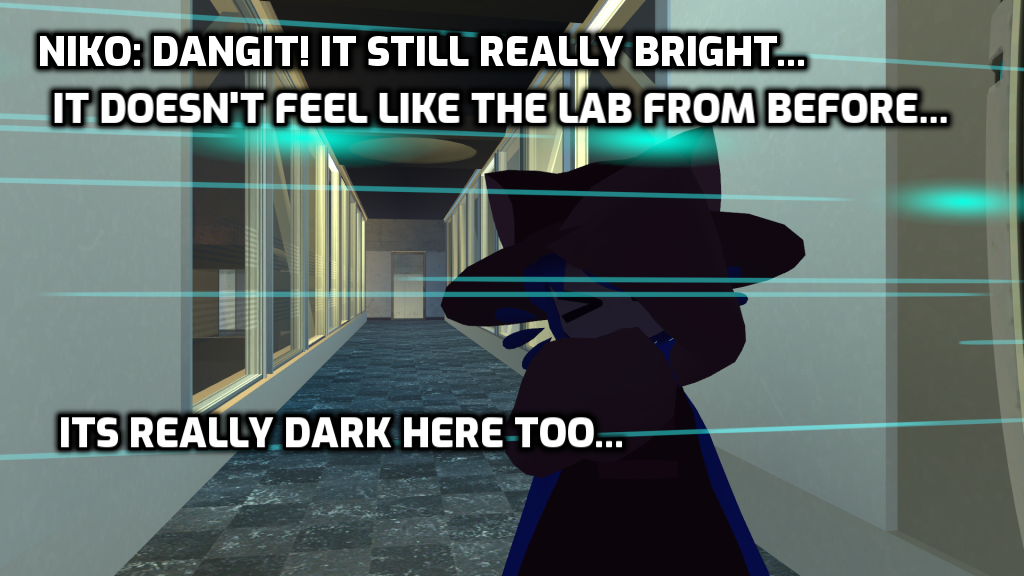 NIKO: DANGIT! IT STILL REALLY BRIGHT...
IT DOESN'T FEEL LIKE THE LAB FROM BEFORE...
ITS REALLY DARK HERE TOO...